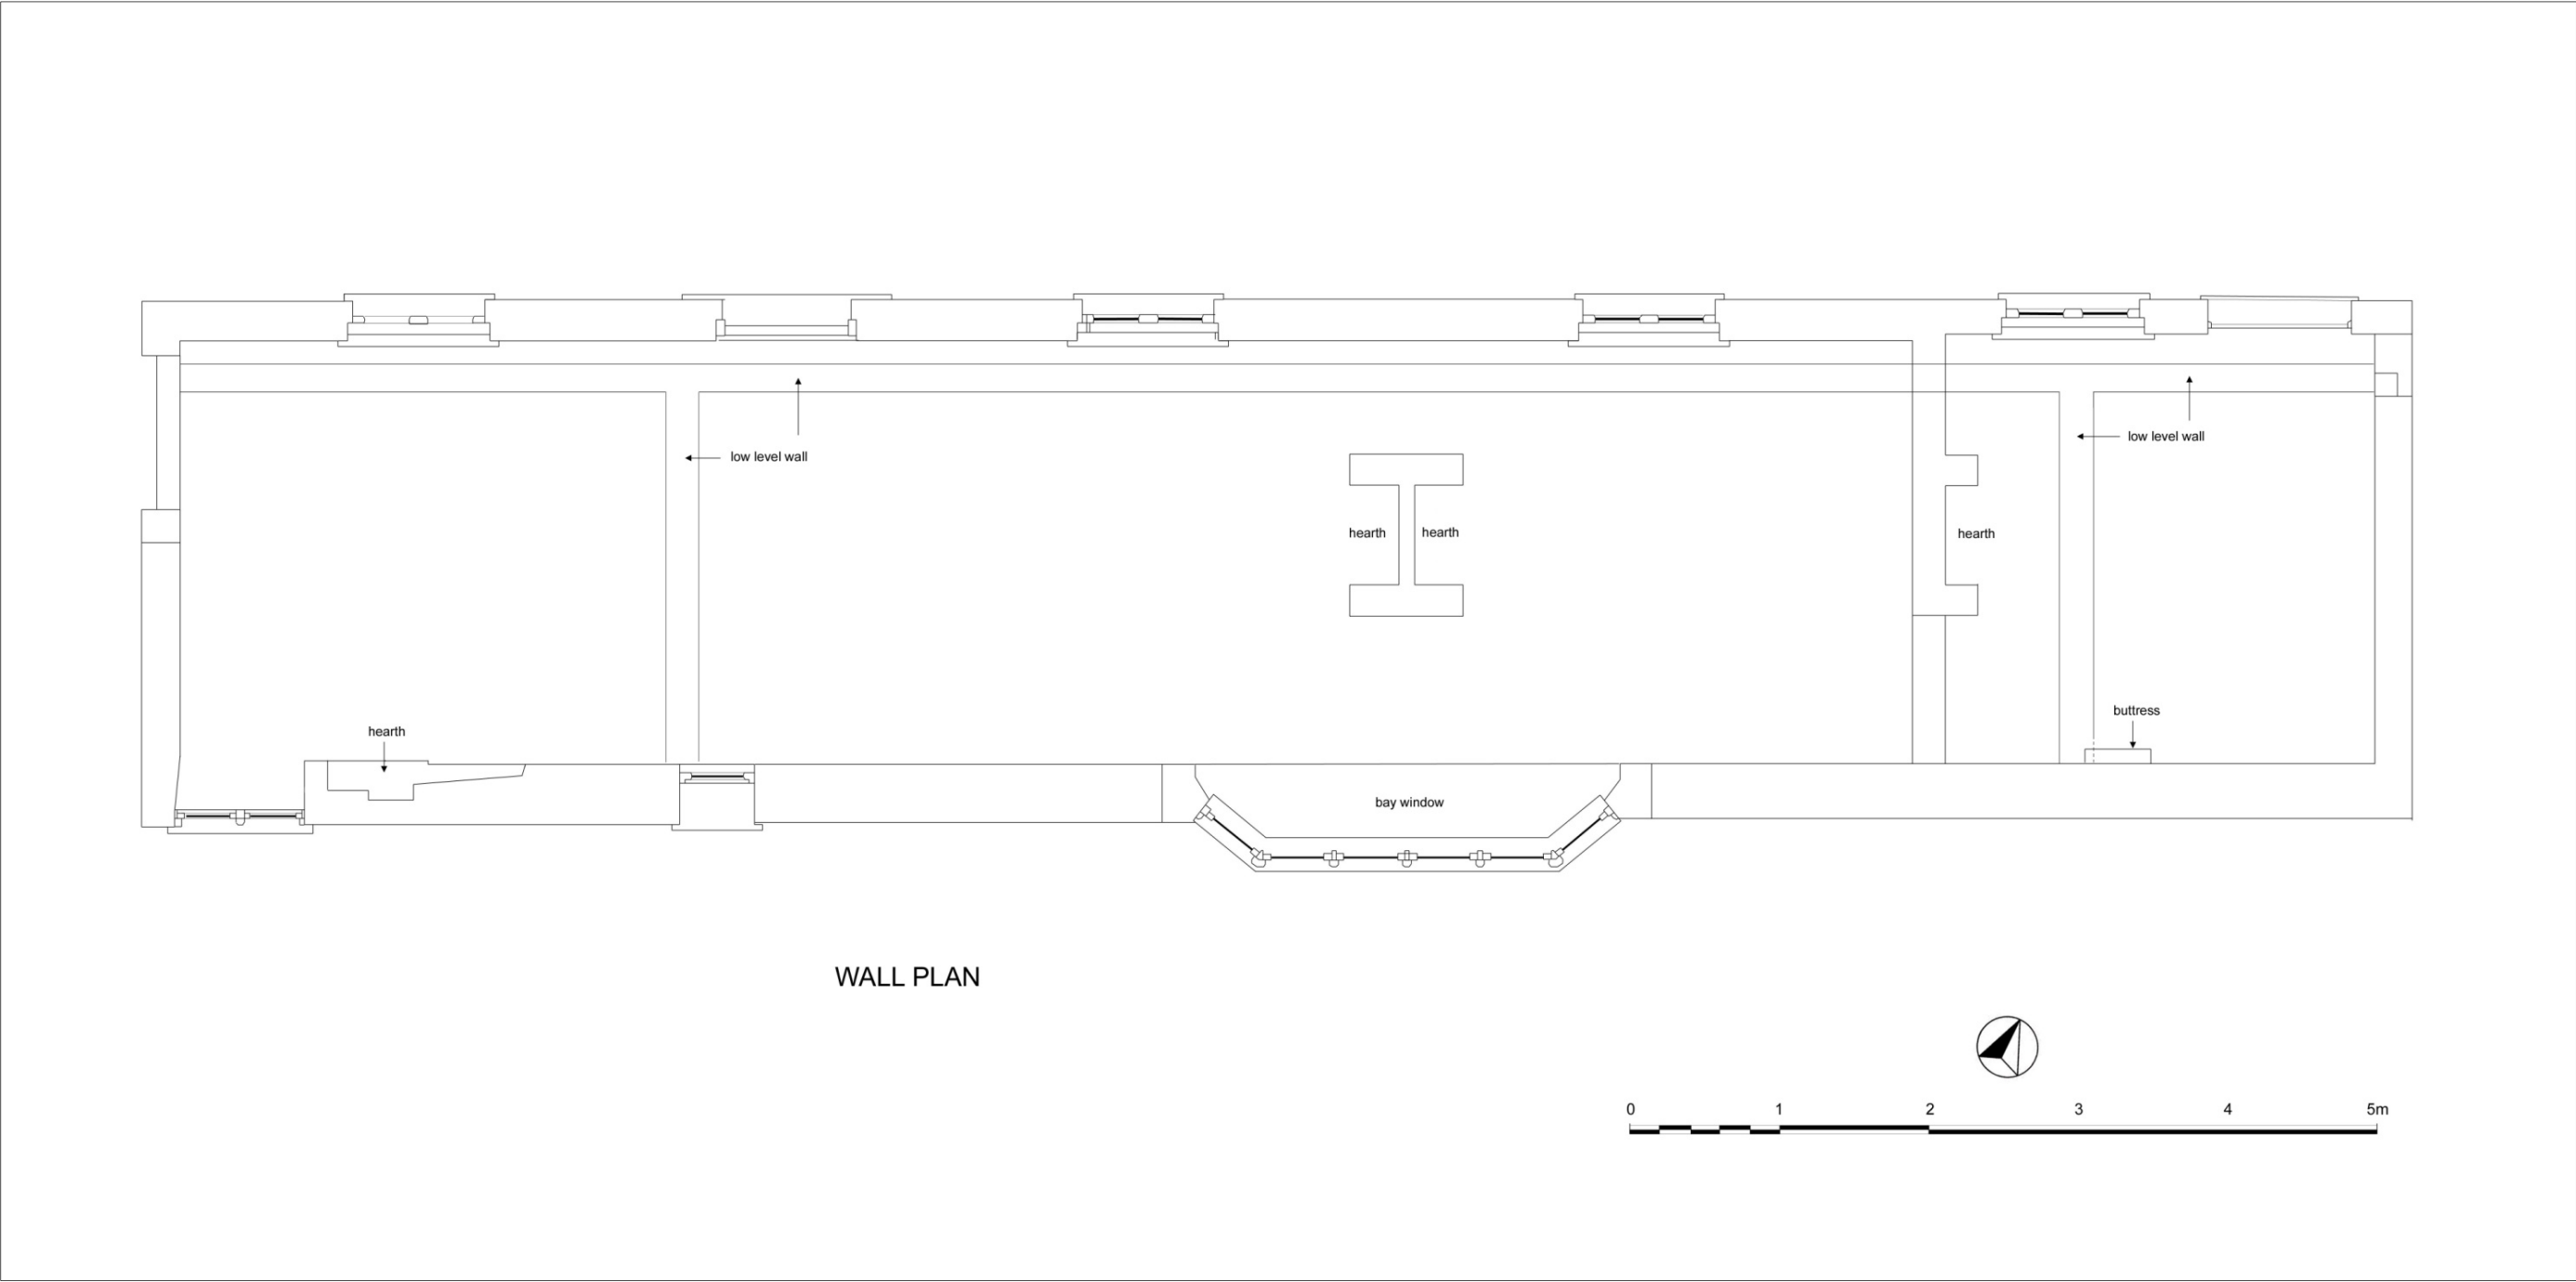 low level wall
low level wall
hearth
hearth
hearth
buttress
hearth
bay window
WALL PLAN
0 1 2 3 4 5m